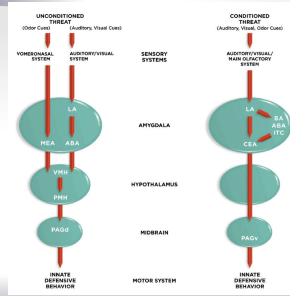 UNCONDITIONED
THREAT
(Odor Cues) (Auditory, Visual Cues)
CONDITIONED
THREAT
(Auditory, Visual, Odor Cues)
VOMERONASAL
SYSTEM
AUDITORY/VISUAL
SYSTEM
SENSORY
SYSTEMS
AUDITORY/VISUAL/
MAIN OLFACTORY
SYSTEM
LA
MEA ABA
AMYGDALA
LA
BA
ABA
ITC
CEA
VMH
PMH
HYPOTHALAMUS
PAGd
MIDBRAIN
PAGv
INNATE
DEFENSIVE
BEHAVIOR
MOTOR SYSTEM
INNATE
DEFENSIVE
BEHAVIOR